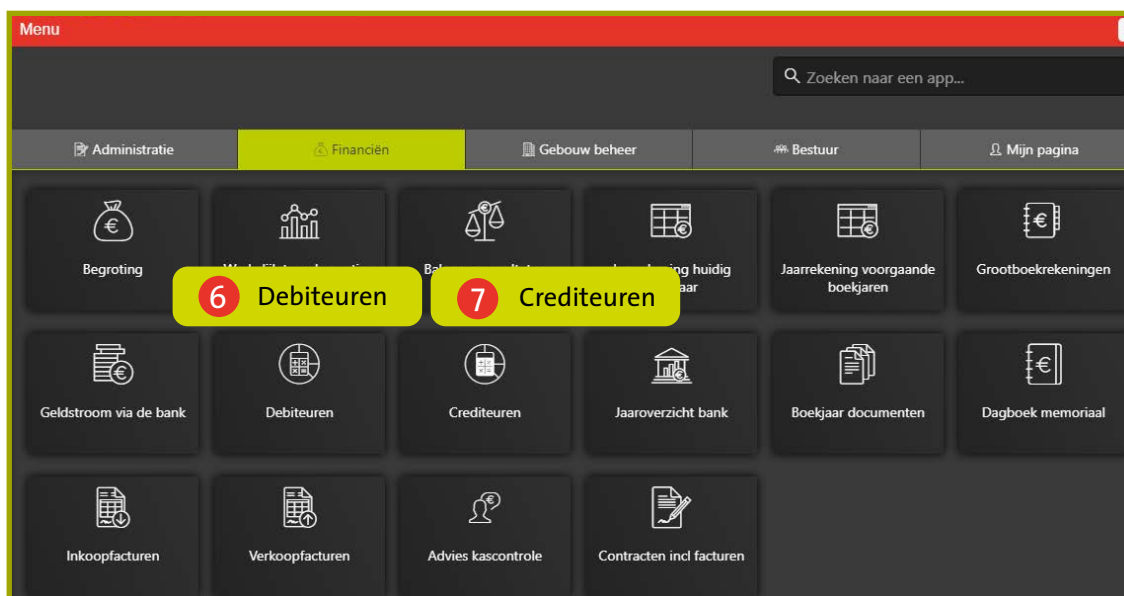 Menu
Zoeken naar een app...
Administratie
Financiën
Gebouw beheer
Bestuur
Mijn pagina
Begroting
huidig
Jaarrekening voorgaande
boekjaren
Grootboekrekeningen
6 Debiteuren
7 Crediteuren
Geldstroom via de bank
Debiteuren
Crediteuren
Jaaroverzicht bank
Boekjaar documenten
Dagboek memoriaal
Inkoopfacturen
Verkoopfacturen
Advies kascontrole
Contracten incl facturen